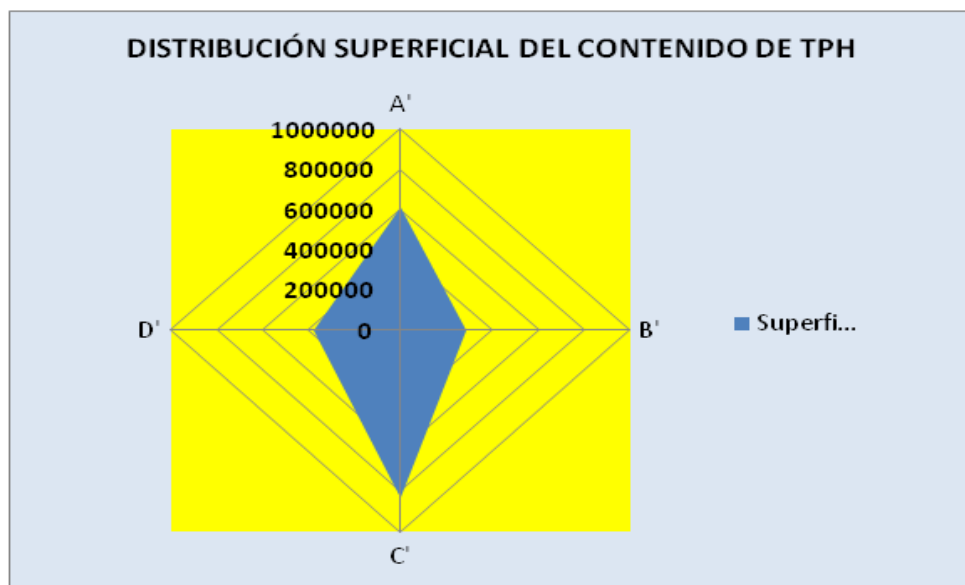 DISTRIBUCIÓN SUPERFICIAL DEL CONTENIDO DE TPH
A'
1000000
800000
600000
400000
200000
0
D'
B'
Superfi...
C'